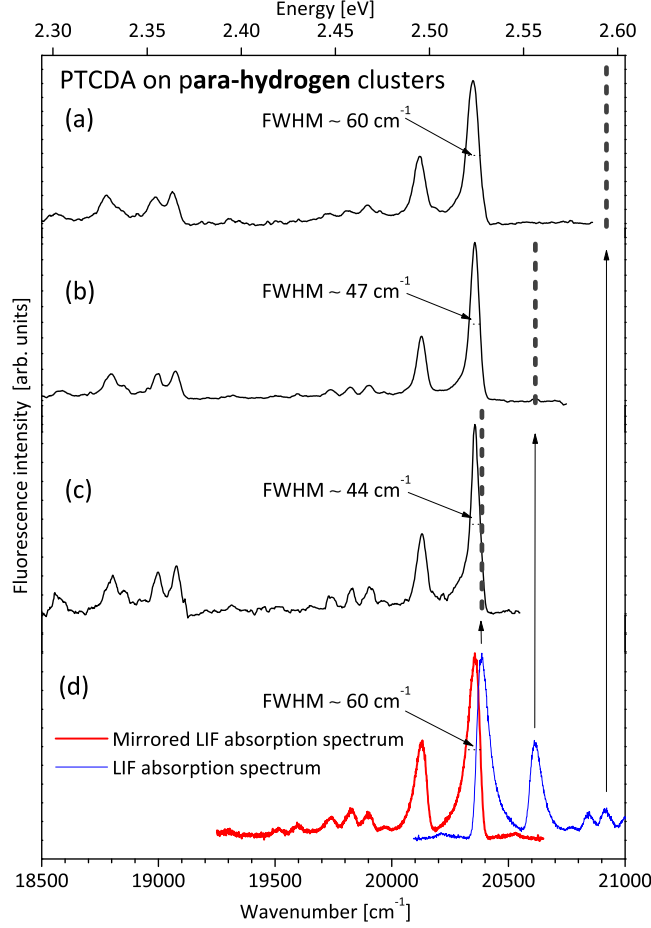 Energy [eV]
2.30 2.35 2.40 2.45 2.50 2.55 2.60
PTCDA on para-hydrogen clusters
(a)
FWHM ~ 60 cm-1
(b)
FWHM ~ 47 cm-1
(c)
FWHM ~ 44 cm-1
(d)
FWHM ~ 60 cm-1
Mirrored LIF absorption spectrum
LIF absorption spectrum
Fluorescence intensity [arb. units]
18500 19000 19500 20000 20500 21000
Wavenumber [cm-1]